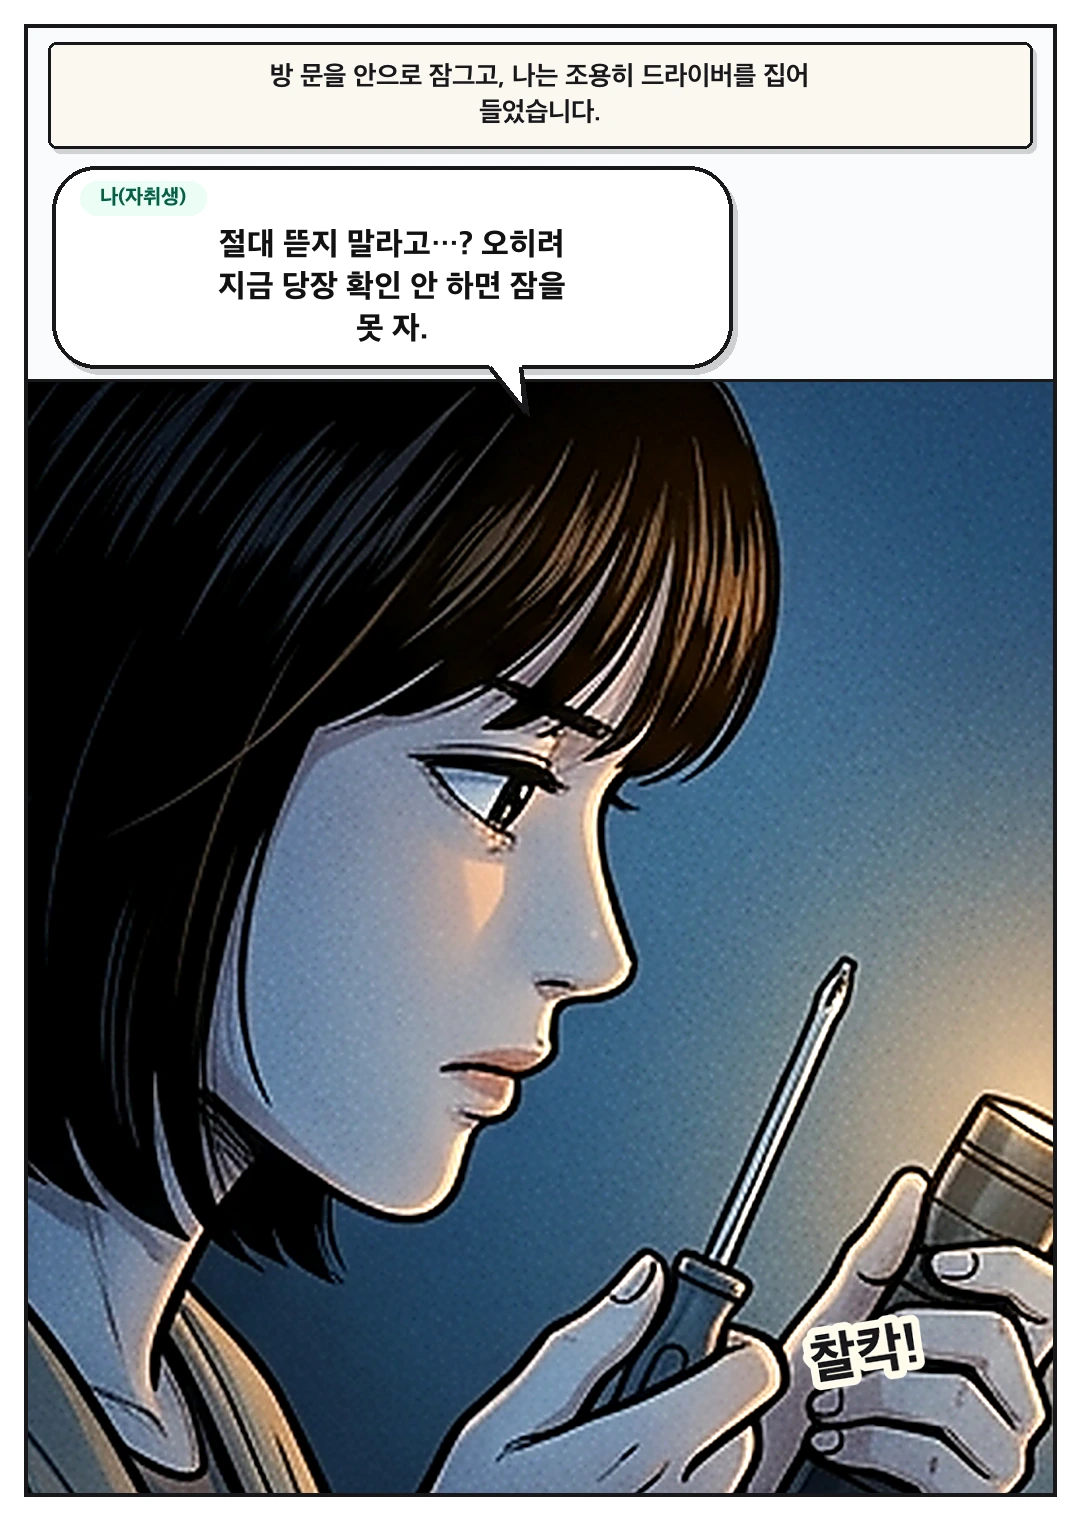 방 문을 안으로 잠그고, 나는 조용히 드라이버를 집어
들었습니다.
나(자취생)
절대 뜯지 말라고…? 오히려
지금 당장 확인 안 하면 잠을
못 자.
찰칵!